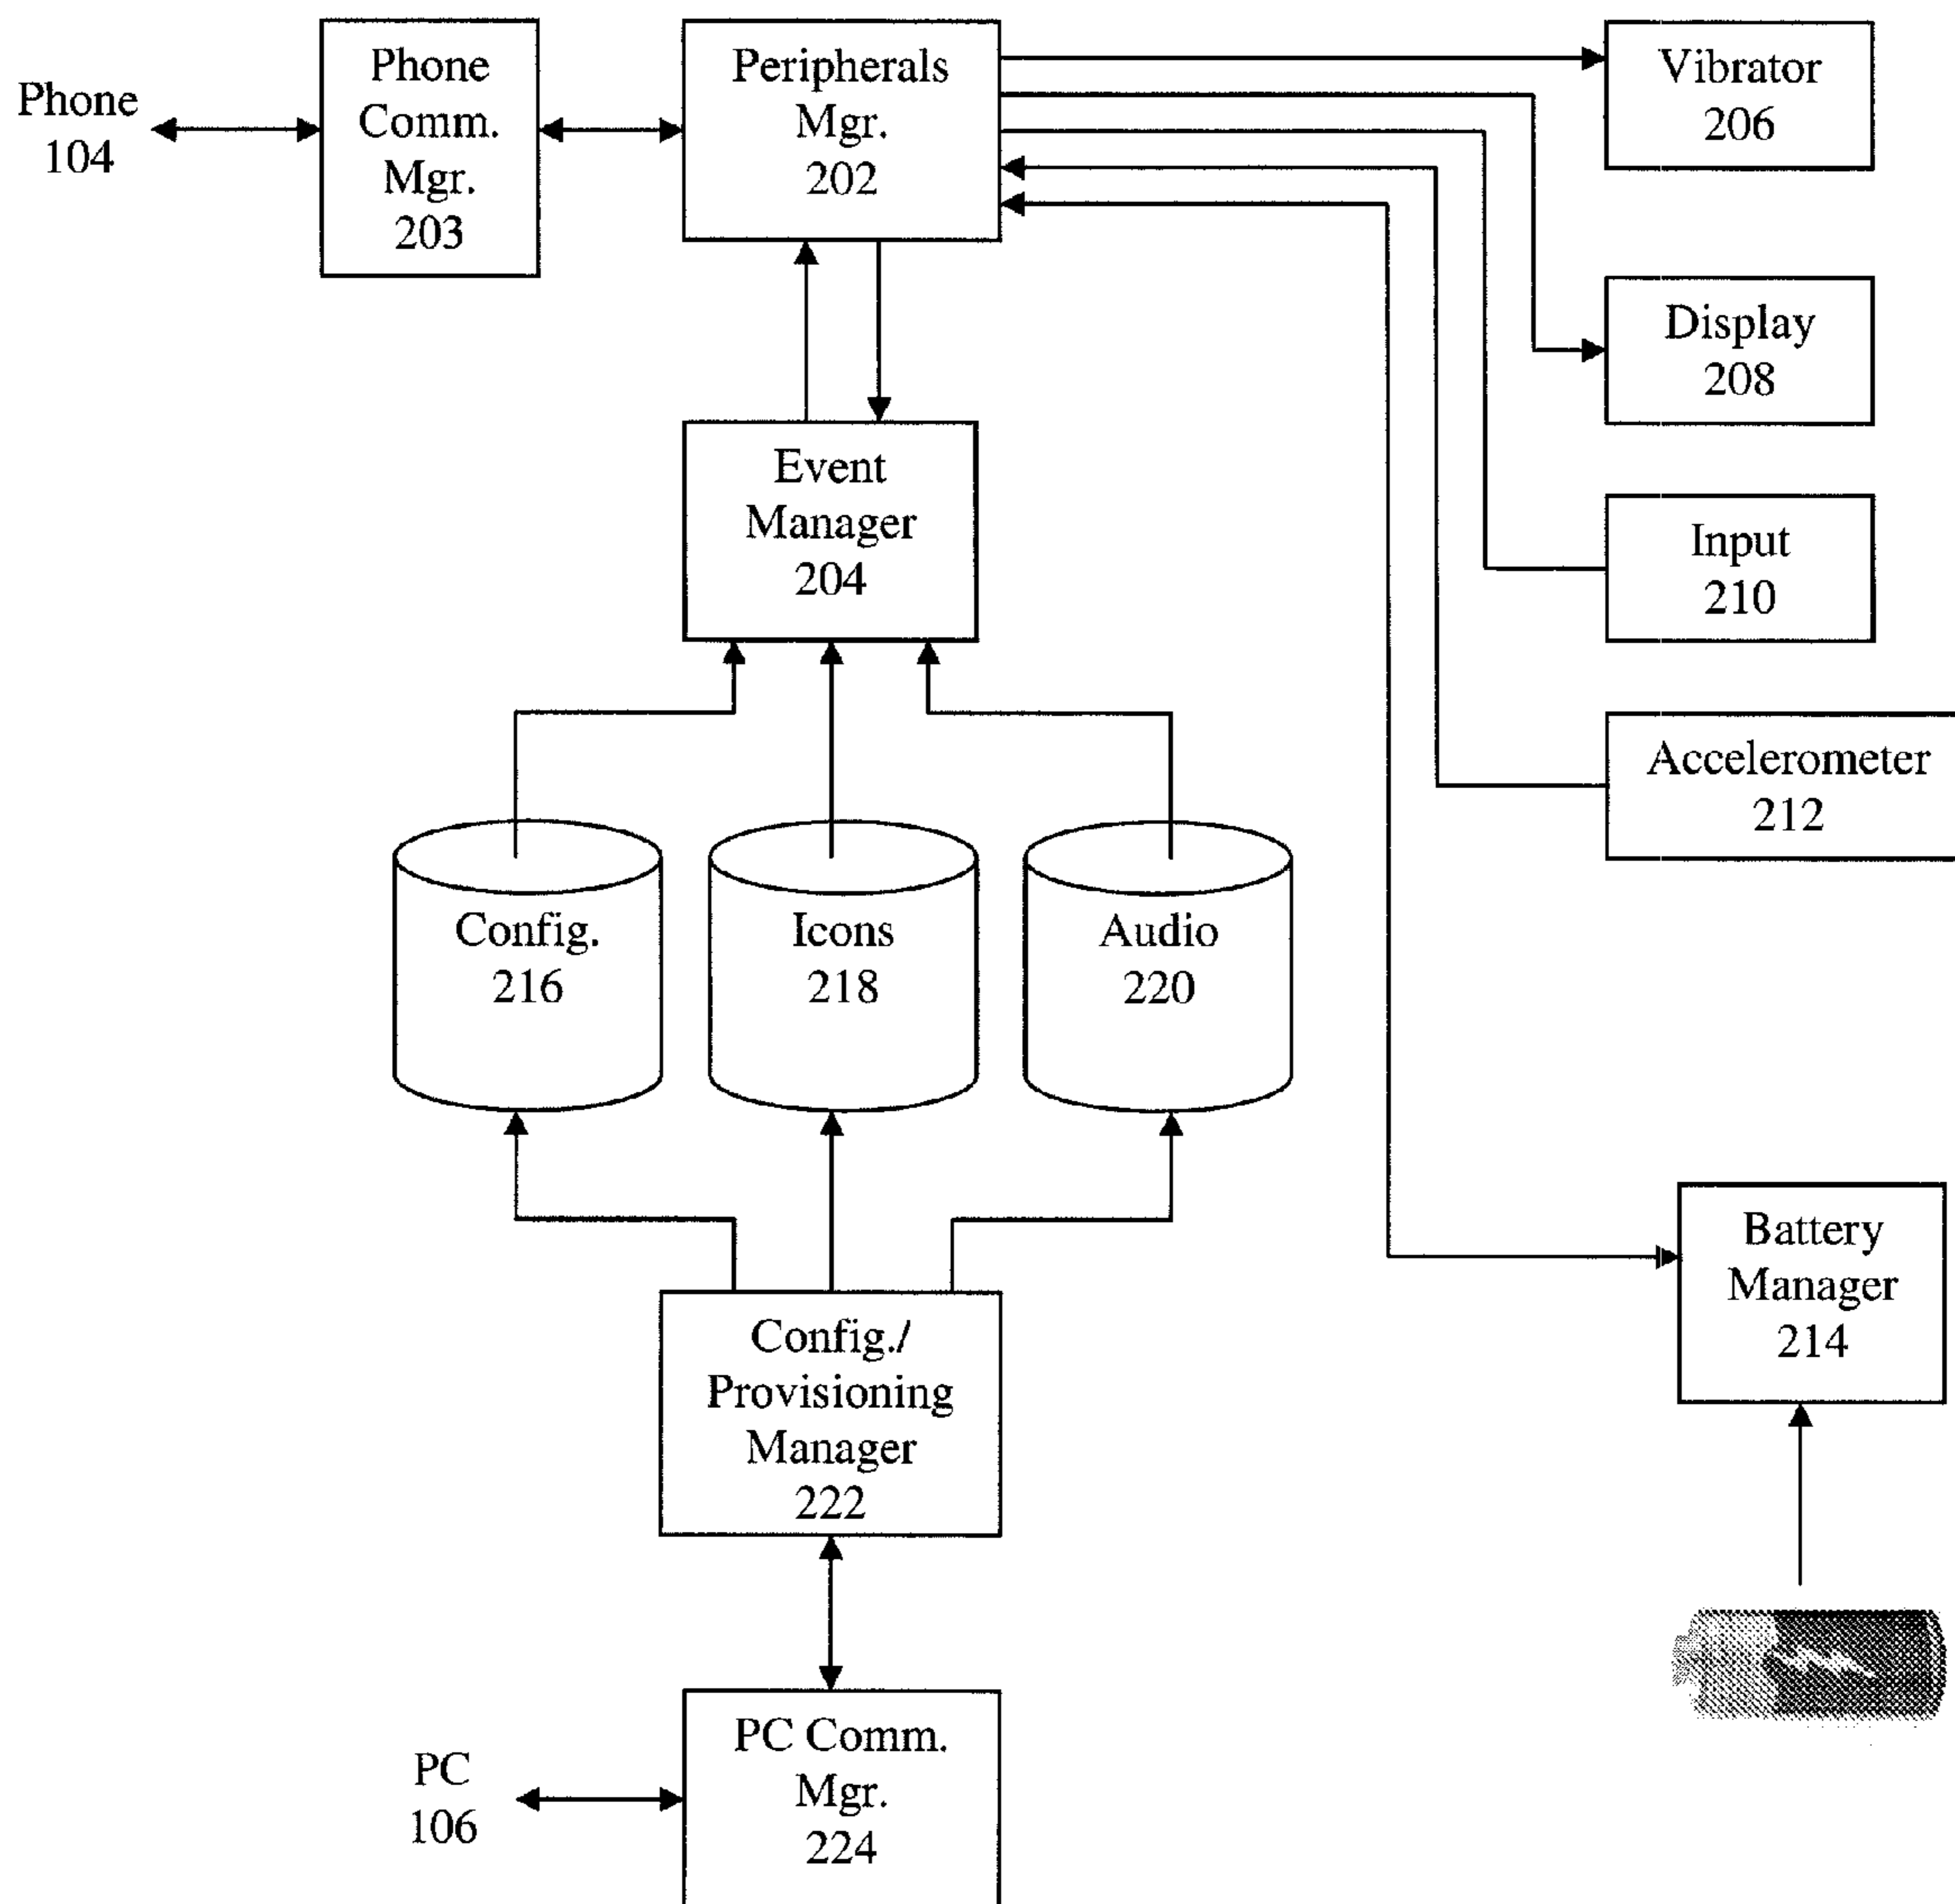 Phone
104
Phone
Comm.
Mgr.
203
Peripherals
Mgr.
202
Vibrator
206
Display
208
Event
Manager
204
Input
210
Accelerometer
212
Config.
216
Icons
218
Audio
220
Battery
Manager
214
Config./
Provisioning
Manager
222
PC
106
PC Comm.
Mgr.
224